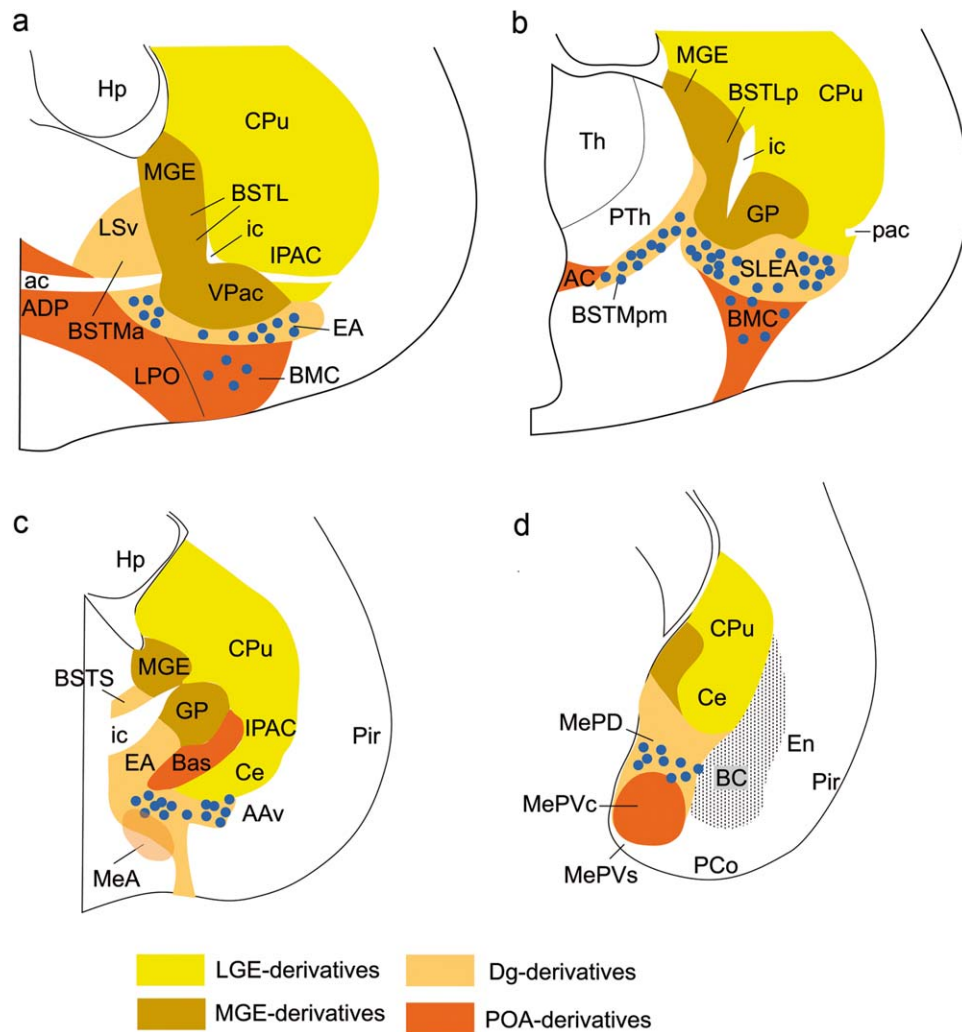 a
Hp
CPu
MGE
BSTL
LSv
ic
IPAC
ac
ADP
VPac
BSTMa
EA
LPO
BMC
b
MGE
BSTLp
CPu
ic
Th
PTh
GP
pac
AC
SLEA
BSTMpm
BMC
c
Hp
CPu
MGE
BSTS
GP
ic
IPAC
Pir
EA
Bas
Ce
AAv
MeA
d
CPu
Ce
MePD
En
BC
Pir
MePVc
MePVs
PCo
LGE-derivatives
Dg-derivatives
MGE-derivatives
POA-derivatives